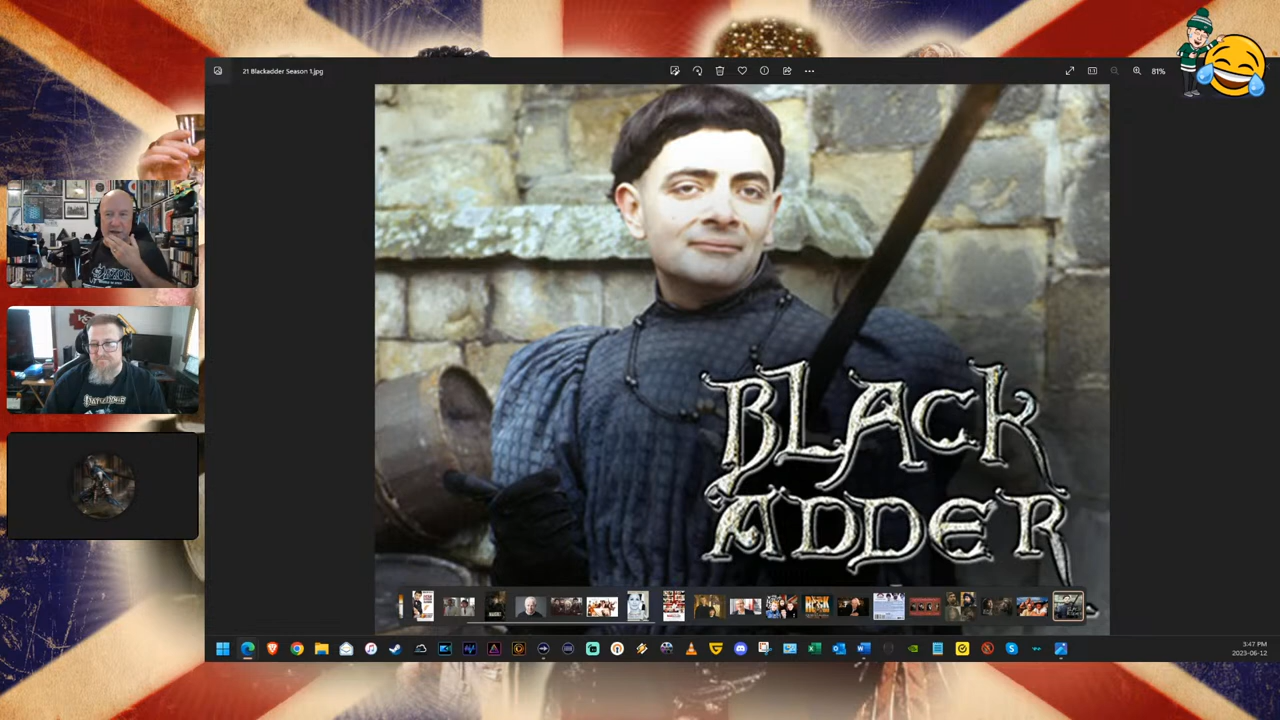 21 Blackadder Season 1.jpg
81%
BLACK
ADDER
3:47 PM
2023-06-12